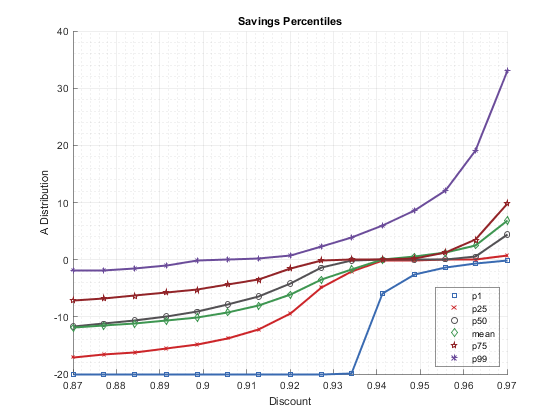 Savings Percentiles
A Distribution
40
30
20
10
0
-10
-20
0.87 0.88 0.89 0.9 0.91 0.92 0.93 0.94 0.95 0.96 0.97
Discount
p1
p25
p50
mean
p75
p99